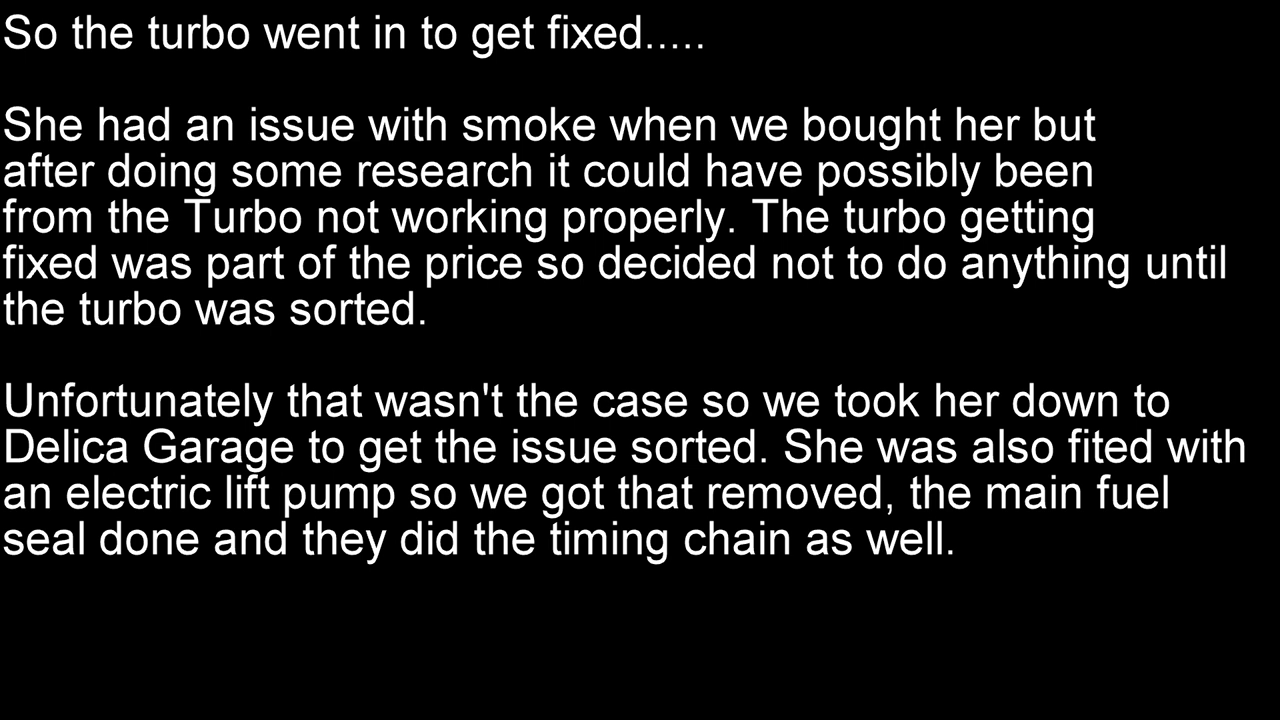 So the turbo went in to get fixed.....
She had an issue with smoke when we bought her but
after doing some research it could have possibly been
from the Turbo not working properly. The turbo getting
fixed was part of the price so decided not to do anything until
the turbo was sorted.
Unfortunately that wasn't the case so we took her down to
Delica Garage to get the issue sorted. She was also fited with
an electric lift pump so we got that removed, the main fuel
seal done and they did the timing chain as well.